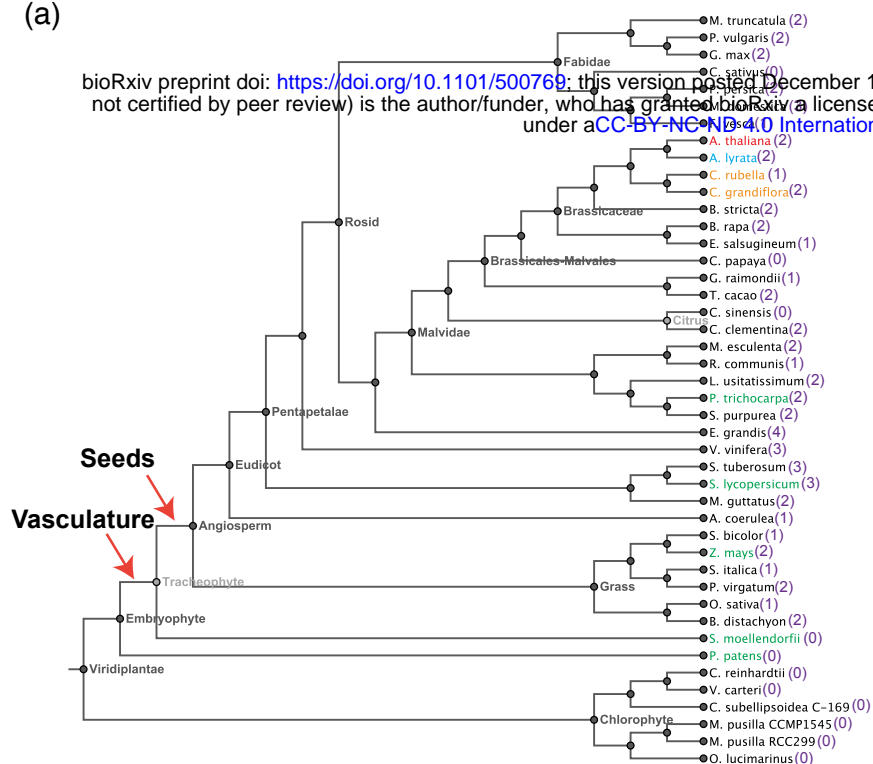 (a)
M. truncatula (2)
P. vulgaris (2)
G. max (2)
Fabidae
C. sativus (0)
bioRxiv preprint doi: https://doi.org/10.1101/500769; this version posted December 1
P. persica (2)
not certified by peer review) is the author/funder, who has granted bioRxiv a license
M. domestica
F. vesca
under aCC-BY-NC-ND 4.0 Internation
A. thaliana (2)
A. lyrata (2)
C. rubella (1)
C. grandiflora (2)
Brassicaceae
B. stricta (2)
Rosid
B. rapa (2)
E. salsugineum (1)
Brassicales-Malvales
C. papaya (0)
G. raimondii (1)
T. cacao (2)
C. sinensis (0)
Citrus
C. clementina (2)
Malvidae
M. esculenta (2)
R. communis (1)
L. usitatissimum (2)
P. trichocarpa (2)
Pentapetalae
S. purpurea (2)
E. grandis (4)
V. vinifera (3)
Seeds
Eudicot
S. tuberosum (3)
S. lycopersicum (3)
M. guttatus (2)
Vasculature
Angiosperm
A. coerulea (1)
S. bicolor (1)
Z. mays (2)
S. italica (1)
Tracheophyte
Grass
P. virgatum (2)
O. sativa (1)
Embryophyte
B. distachyon (2)
S. moellendorfii (0)
P. patens (0)
Viridiplantae
C. reinhardtii (0)
V. carteri (0)
C. subellipsoidea C-169 (0)
Chlorophyte
M. pusilla CCMP1545 (0)
M. pusilla RCC299 (0)
O. lucimarinus (0)